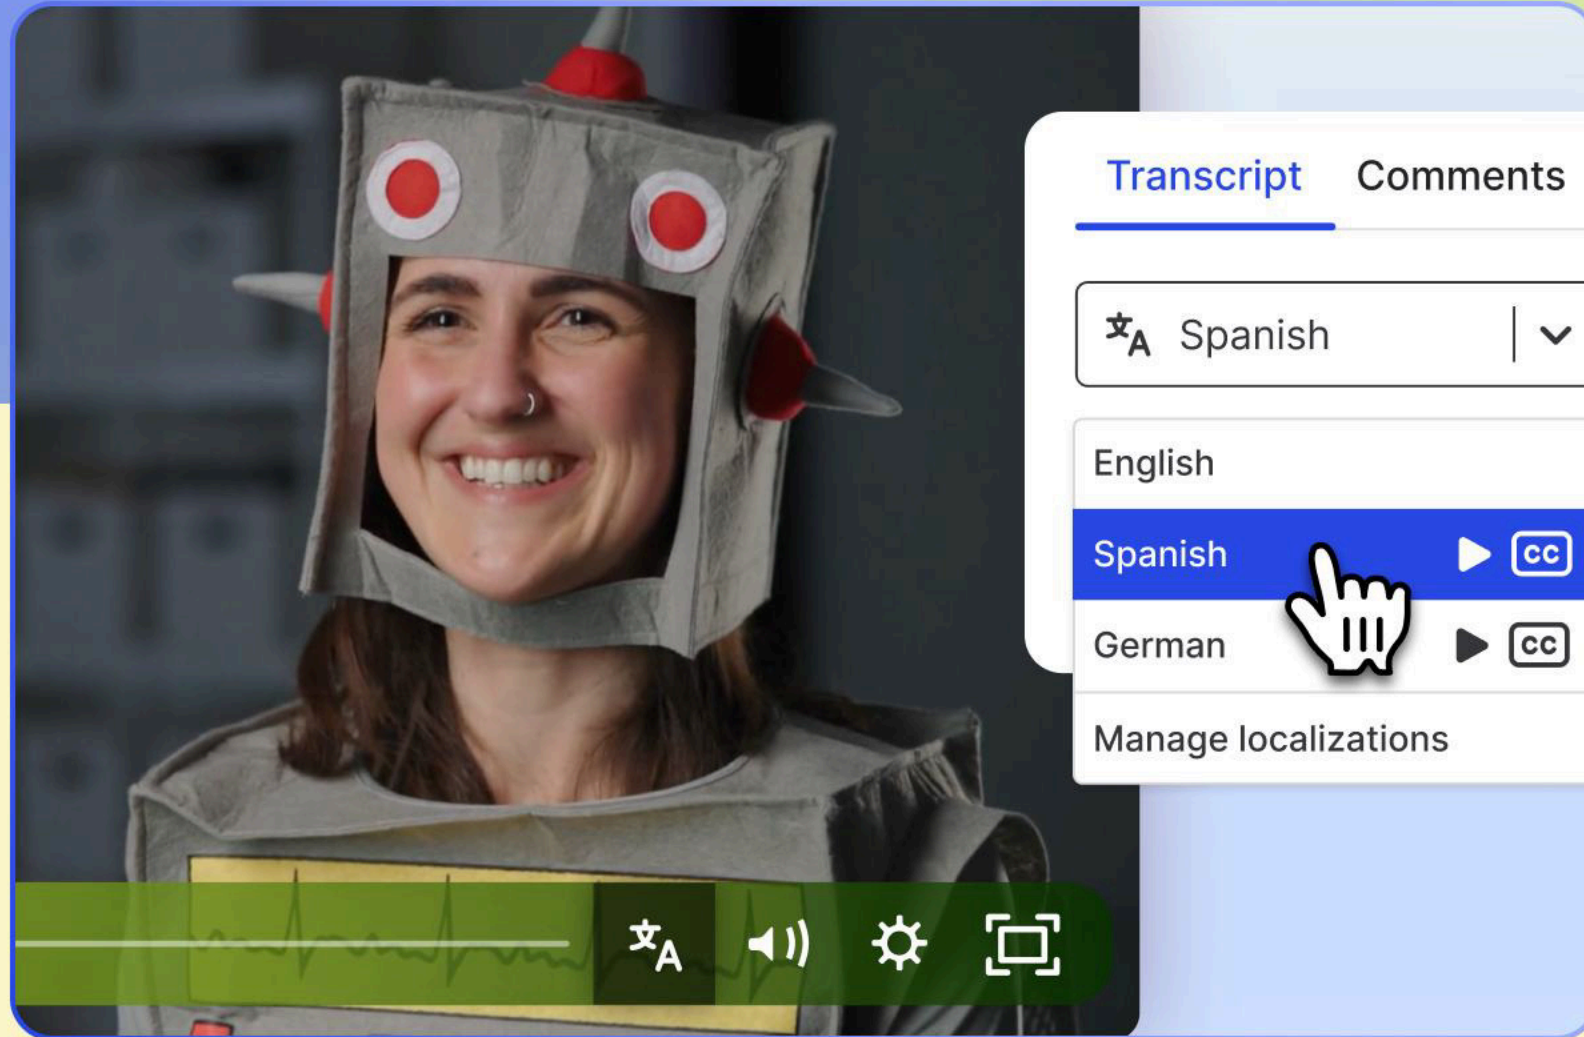 Transcript Comments
Spanish
English
Spanish CC
German CC
Manage localizations